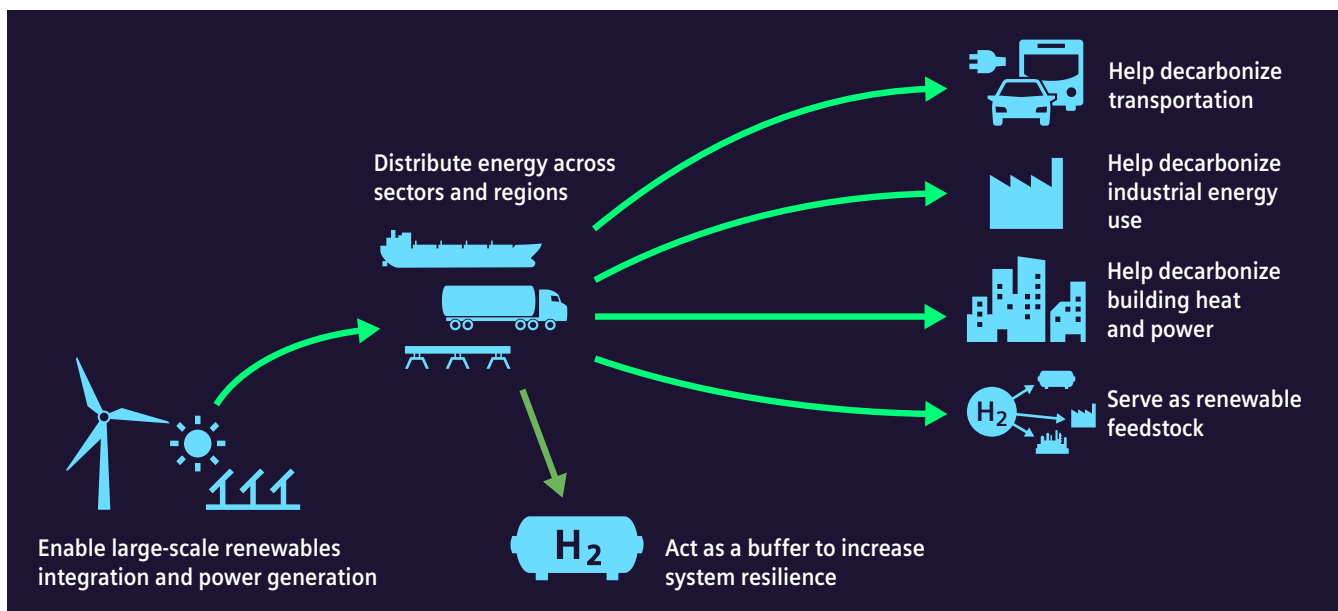 Enable large-scale renewables
integration and power generation
Distribute energy across
sectors and regions
H2
Act as a buffer to increase
system resilience
Help decarbonize
transportation
Help decarbonize
industrial energy
use
Help decarbonize
building heat
and power
H2
Serve as renewable
feedstock